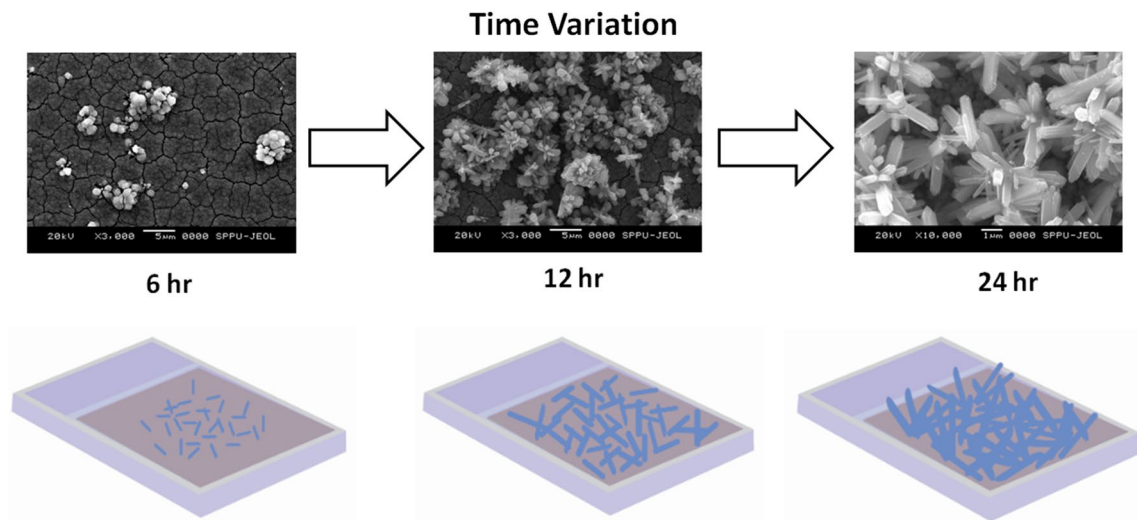 Time Variation
20kV X3,000 5µm 0000 SPPU-JEOL
20kV X3,000 5µm 0000 SPPU-JEOL
20kV X10,000 1µm 0000 SPPU-JEOL
6 hr
12 hr
24 hr